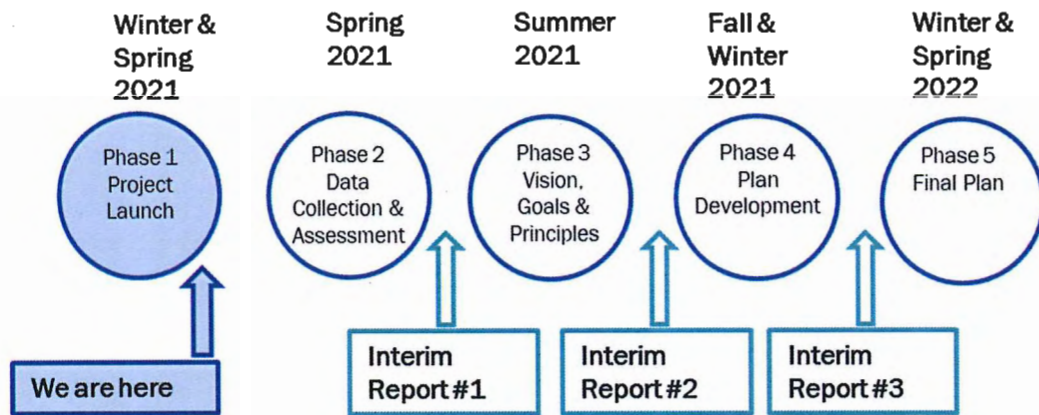 Winter &
Spring
2021
Spring
2021
Summer
2021
Fall &
Winter
2021
Winter &
Spring
2022
Phase 1
Project
Launch
Phase 2
Data
Collection &
Assessment
Phase 3
Vision,
Goals &
Principles
Phase 4
Plan
Development
Phase 5
Final Plan
We are here
Interim
Report #1
Interim
Report #2
Interim
Report #3